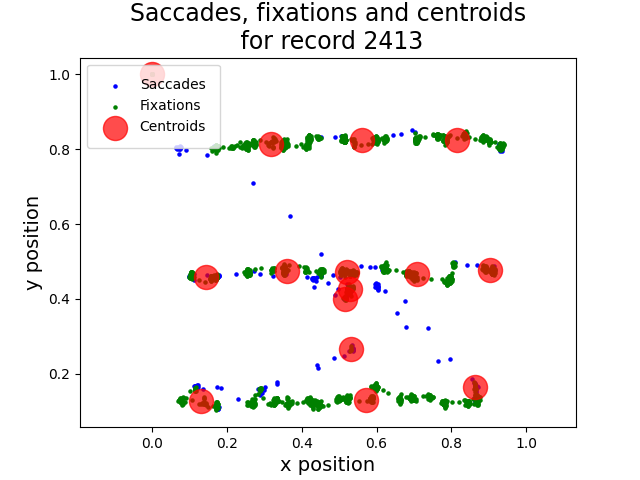 Saccades, fixations and centroids
for record 2413
Saccades
Fixations
Centroids
y position
1.0
0.8
0.6
0.4
0.2
0.0
0.2
0.4
0.6
0.8
1.0
x position